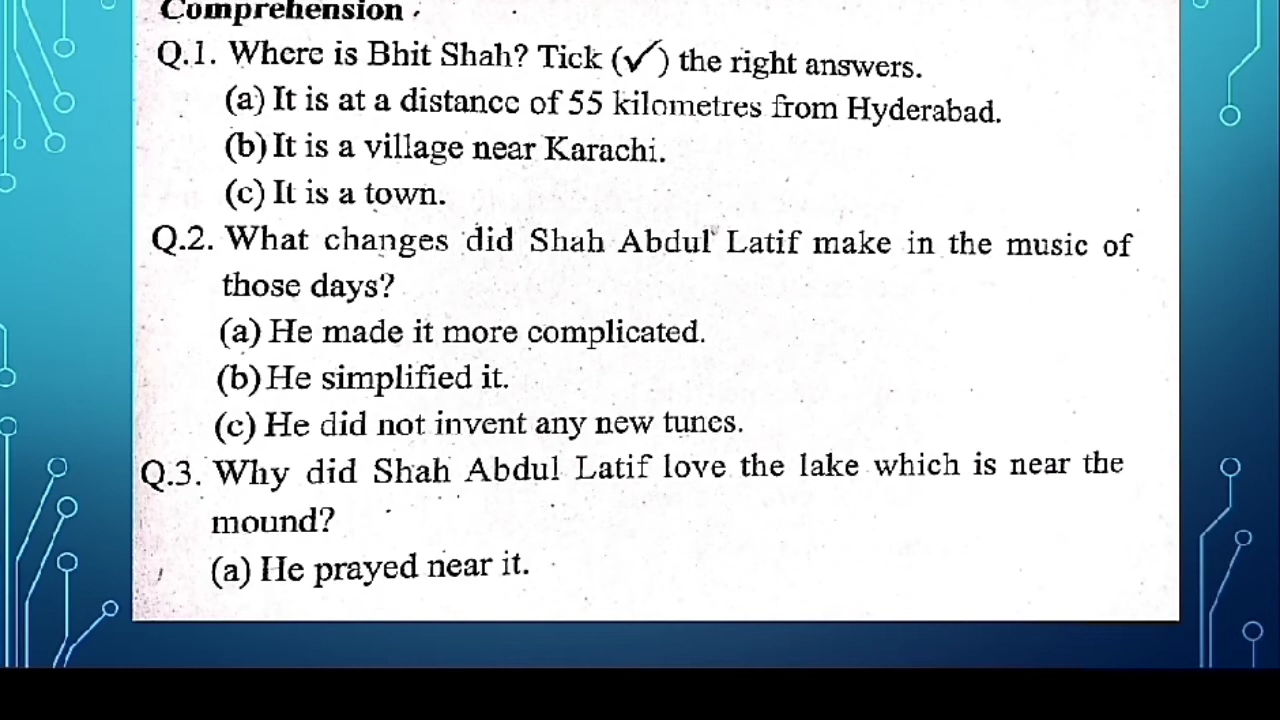 Comprehension
Q.1. Where is Bhit Shah? Tick (✓) the right answers.
(a) It is at a distance of 55 kilometres from Hyderabad.
(b) It is a village near Karachi.
(c) It is a town.
Q.2. What changes did Shah Abdul Latif make in the music of
those days?
(a) He made it more complicated.
(b) He simplified it.
(c) He did not invent any new tunes.
Q.3. Why did Shah Abdul Latif love the lake which is near the
mound?
(a) He prayed near it.